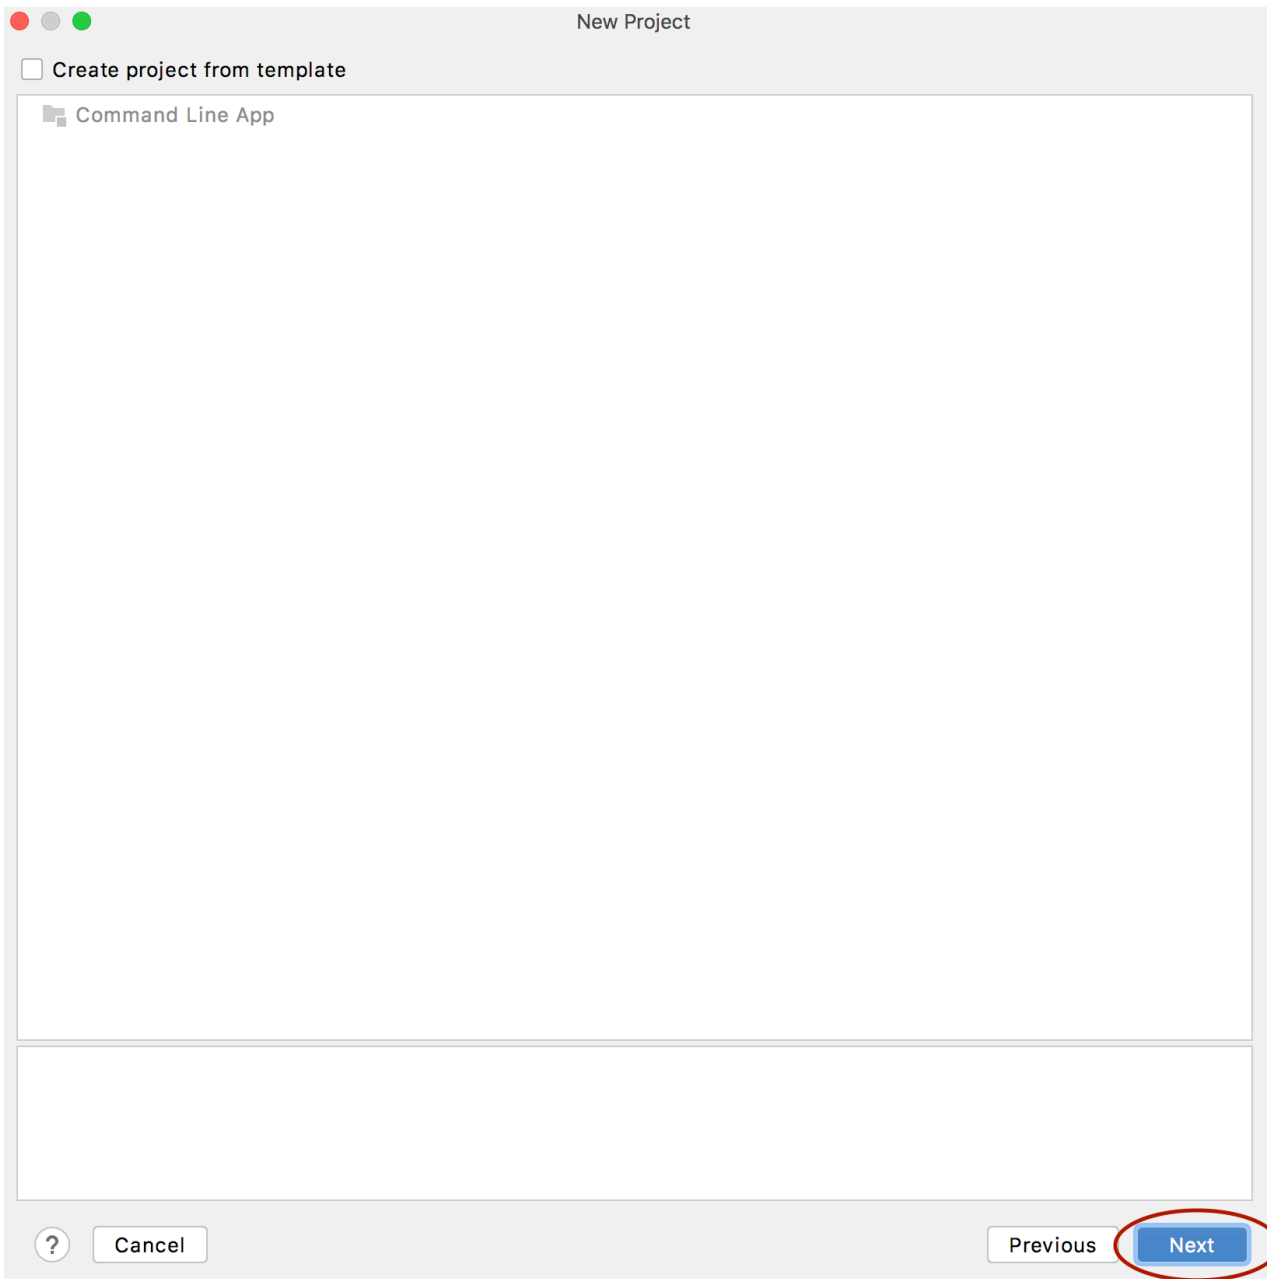 New Project
Create project from template
Command Line App
?
Cancel
Previous
Next